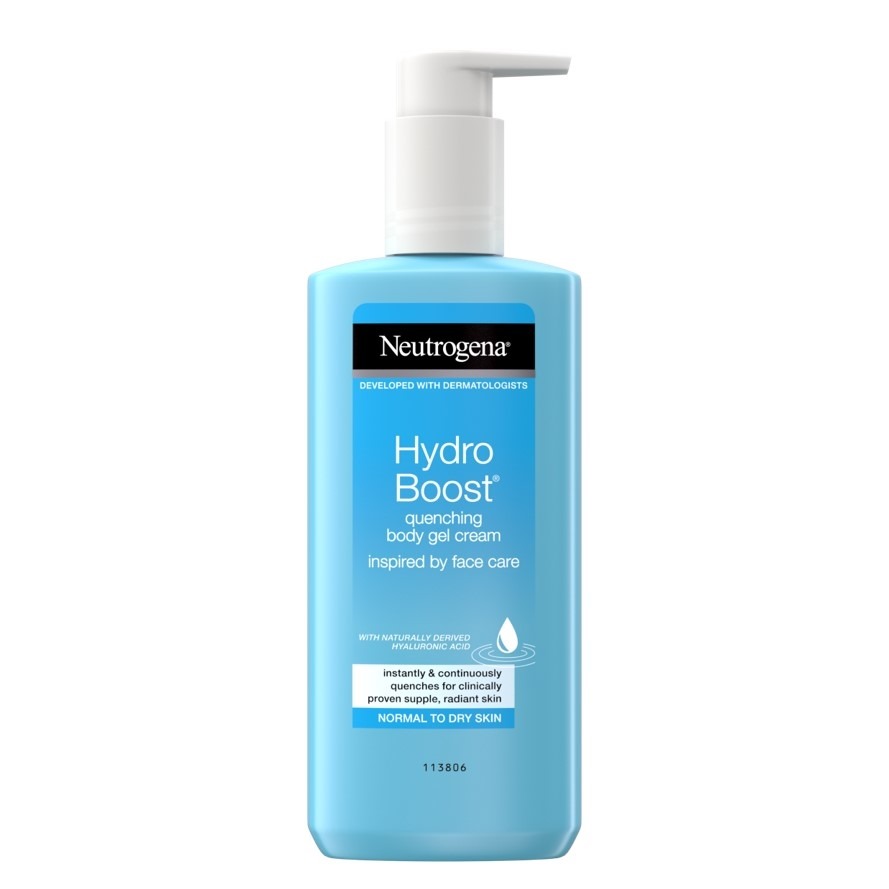 Neutrogena®
DEVELOPED WITH DERMATOLOGISTS
Hydro
Boost®
quenching
body gel cream
inspired by face care
WITH NATURALLY DERIVED
HYALURONIC ACID
instantly & continuously
quenches for clinically
proven supple, radiant skin
NORMAL TO DRY SKIN
113806